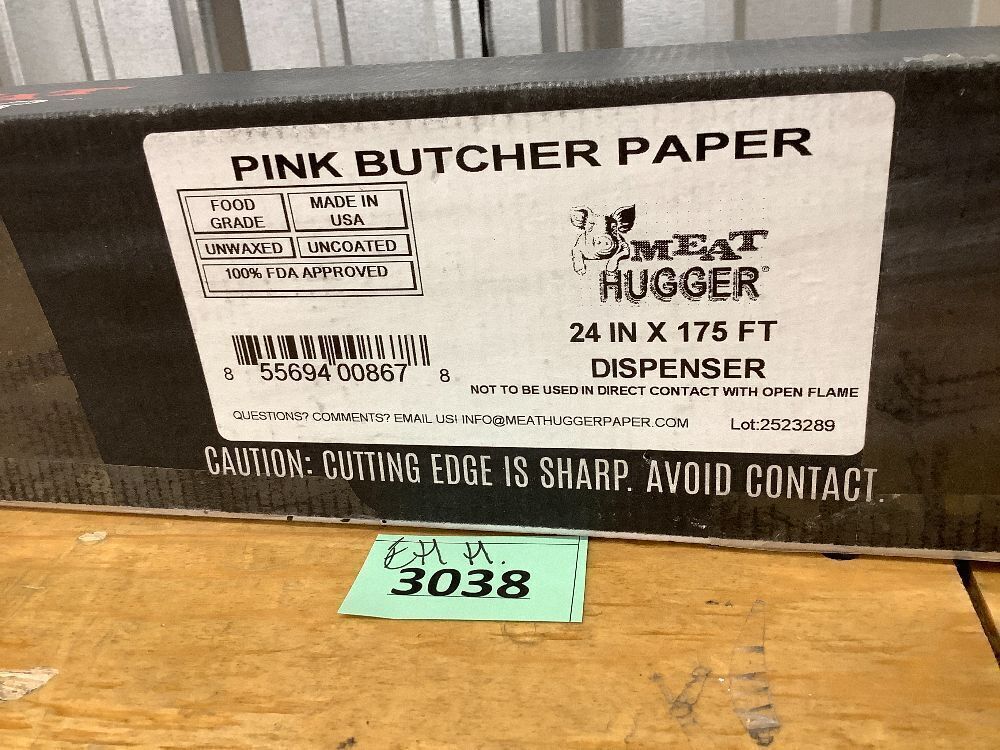 PINK BUTCHER PAPER
FOOD GRADE
MADE IN USA
UNWAXED
UNCOATED
100% FDA APPROVED
MEAT
HUGGER®
24 IN X 175 FT
DISPENSER
NOT TO BE USED IN DIRECT CONTACT WITH OPEN FLAME
8 55694 00867 8
QUESTIONS? COMMENTS? EMAIL US! INFO@MEATHUGGERPAPER.COM
Lot:2523289
CAUTION: CUTTING EDGE IS SHARP. AVOID CONTACT.
3038